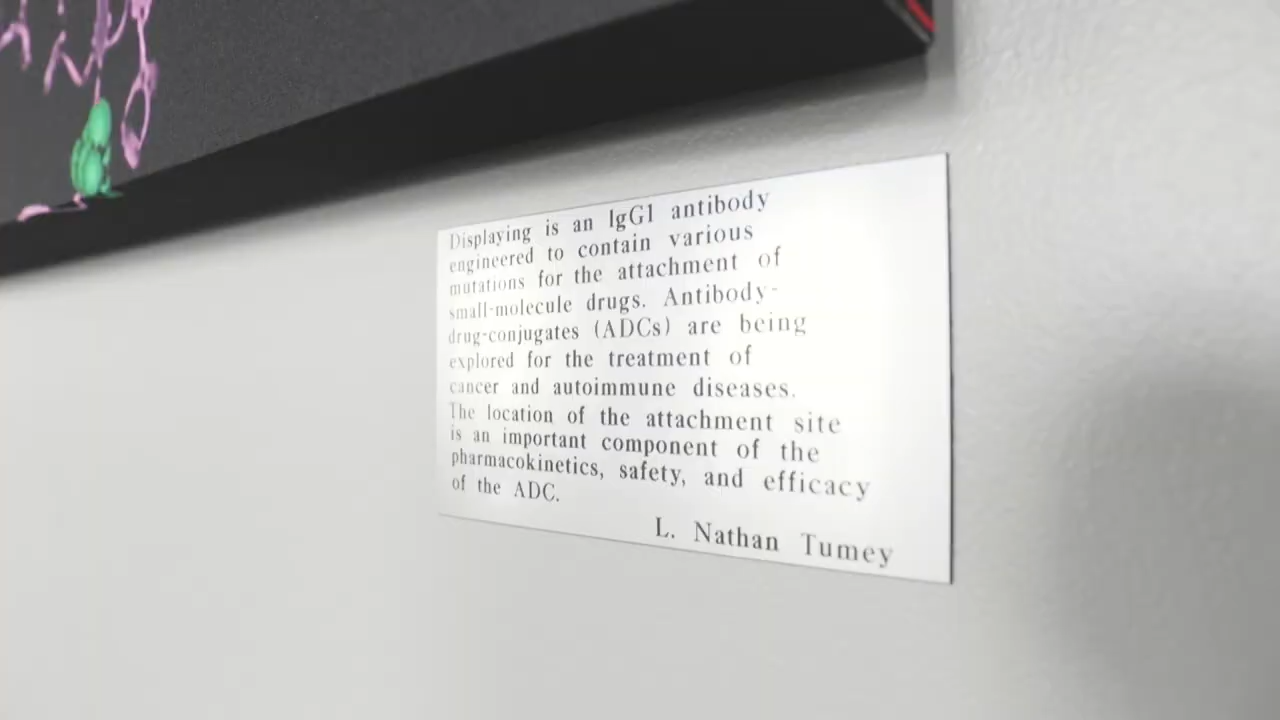 Displaying is an IgG1 antibody
engineered to contain various
mutations for the attachment of
small-molecule drugs. Antibody-
drug-conjugates (ADCs) are being
explored for the treatment of
cancer and autoimmune diseases.
The location of the attachment site
is an important component of the
pharmacokinetics, safety, and efficacy
of the ADC.
L. Nathan Tumey